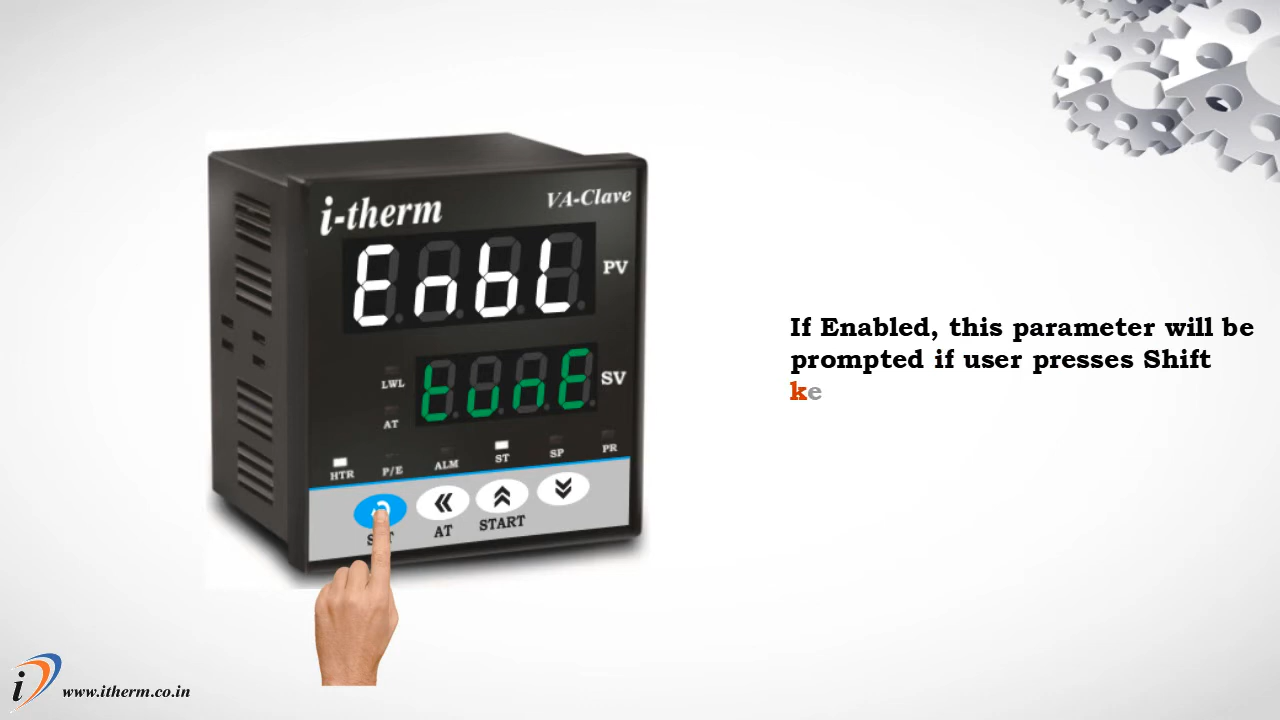 i-therm
VA-Clave
EnbL
PV
tunE
SV
LWL
AT
HTR
P/E
ALM
ST
SP
PR
AT
START
If Enabled, this parameter will be
prompted if user presses Shift
ke
i
www.itherm.co.in